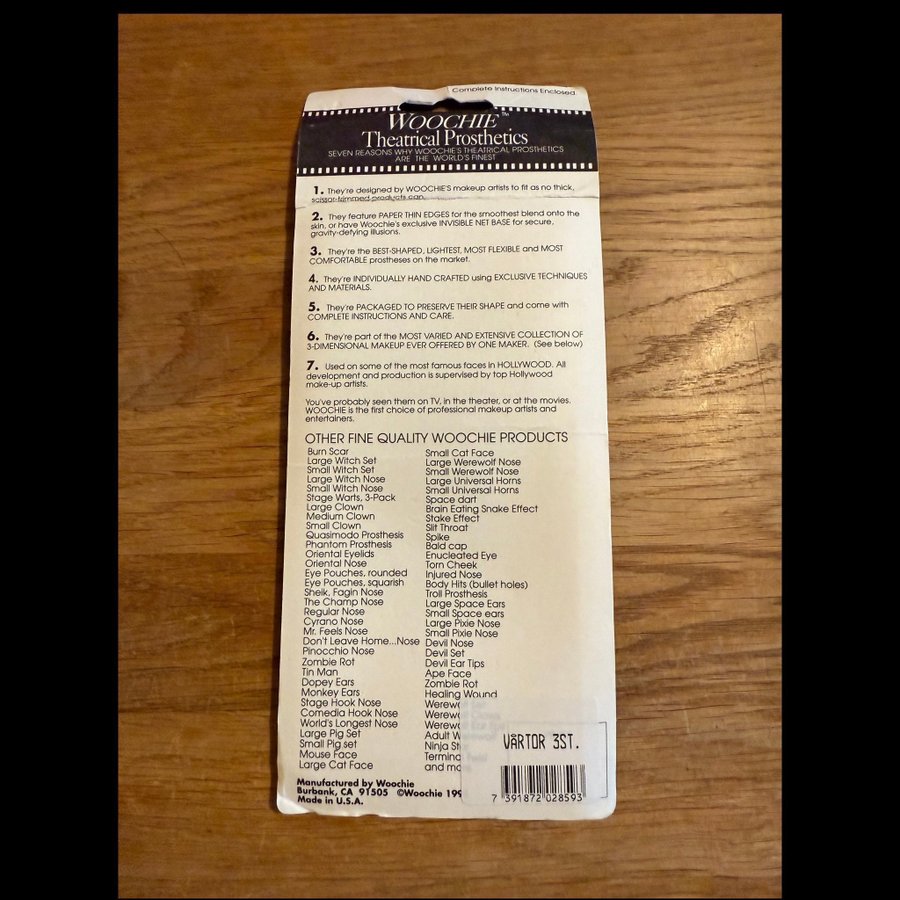 Complete Instructions Enclosed.
WOOCHIE™
Theatrical Prosthetics
SEVEN REASONS WHY WOOCHIE'S THEATRICAL PROSTHETICS
ARE THE WORLD'S FINEST
1. They're designed by WOOCHIE'S makeup artists to fit as no thick,
scissor-trimmed products can.
2. They feature PAPER THIN EDGES for the smoothest blend onto the
skin, or have Woochie's exclusive INVISIBLE NET BASE for secure,
gravity-defying illusions.
3. They're the BEST-SHAPED, LIGHTEST, MOST FLEXIBLE and MOST
COMFORTABLE prostheses on the market.
4. They're INDIVIDUALLY HAND CRAFTED using EXCLUSIVE TECHNIQUES
AND MATERIALS.
5. They're PACKAGED TO PRESERVE THEIR SHAPE and come with
COMPLETE INSTRUCTIONS AND CARE.
6. They're part of the MOST VARIED AND EXTENSIVE COLLECTION OF
3-DIMENSIONAL MAKEUP EVER OFFERED BY ONE MAKER. (See below)
7. Used on some of the most famous faces in HOLLYWOOD. All
development and production is supervised by top Hollywood
make-up artists.
You've probably seen them on TV, in the theater, or at the movies.
WOOCHIE is the first choice of professional makeup artists and
entertainers.
OTHER FINE QUALITY WOOCHIE PRODUCTS
Burn Scar
Large Witch Set
Small Witch Set
Large Witch Nose
Small Witch Nose
Stage Warts, 3-Pack
Large Clown
Medium Clown
Small Clown
Quasimodo Prosthesis
Phantom Prosthesis
Oriental Eyelids
Oriental Nose
Eye Pouches, rounded
Eye Pouches, squarish
Sheik, Fagin Nose
The Champ Nose
Regular Nose
Cyrano Nose
Mr. Feels Nose
Don't Leave Home...Nose
Pinocchio Nose
Zombie Rot
Tin Man
Dopey Ears
Monkey Ears
Stage Hook Nose
Comedia Hook Nose
World's Longest Nose
Large Pig Set
Small Pig set
Mouse Face
Large Cat Face
Small Cat Face
Large Werewolf Nose
Small Werewolf Nose
Large Universal Horns
Small Universal Horns
Space dart
Brain Eating Snake Effect
Stake Effect
Slit Throat
Spike
Bald cap
Enucleated Eye
Torn Cheek
Injured Nose
Body Hits (bullet holes)
Troll Prosthesis
Large Space Ears
Small Space ears
Large Pixie Nose
Small Pixie Nose
Devil Nose
Devil Set
Devil Ear Tips
Ape Face
Zombie Rot
Healing Wound
Werewo
Werewo
Werewo
Adult W
Ninja St
Termina
and mo
Manufactured by Woochie
Burbank, CA 91505 ©Woochie 199
Made in U.S.A.
VÅRTOR 3ST.
7 391872 028593